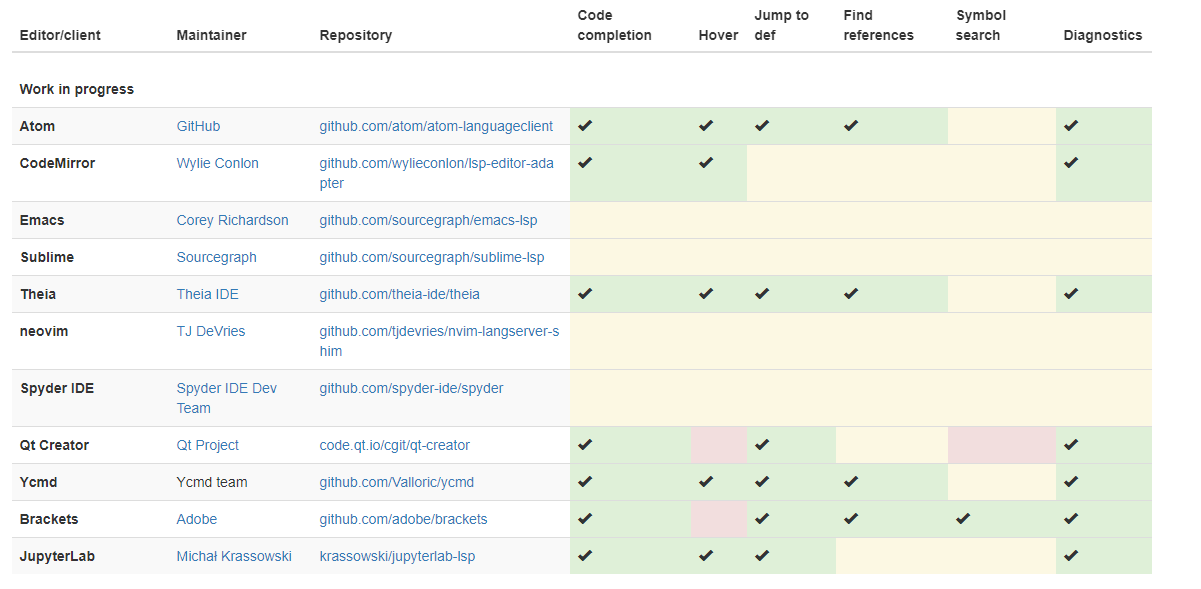 Editor/client Maintainer Repository Code completion Hover Jump to def Find references Symbol search Diagnostics
Work in progress
Atom GitHub github.com/atom/atom-languageclient ✔ ✔ ✔ ✔ ✔
CodeMirror Wylie Conlon github.com/wylieconlon/lsp-editor-ada
pter ✔ ✔ ✔
Emacs Corey Richardson github.com/sourcegraph/emacs-lsp
Sublime Sourcegraph github.com/sourcegraph/sublime-lsp
Theia Theia IDE github.com/theia-ide/theia ✔ ✔ ✔ ✔ ✔
neovim TJ DeVries github.com/tjdevries/nvim-langserver-s
him
Spyder IDE Spyder IDE Dev Team github.com/spyder-ide/spyder
Qt Creator Qt Project code.qt.io/cgit/qt-creator ✔ ✔ ✔
Ycmd Ycmd team github.com/Valloric/ycmd ✔ ✔ ✔ ✔ ✔
Brackets Adobe github.com/adobe/brackets ✔ ✔ ✔ ✔ ✔
JupyterLab Michał Krassowski krassowski/jupyterlab-lsp ✔ ✔ ✔ ✔